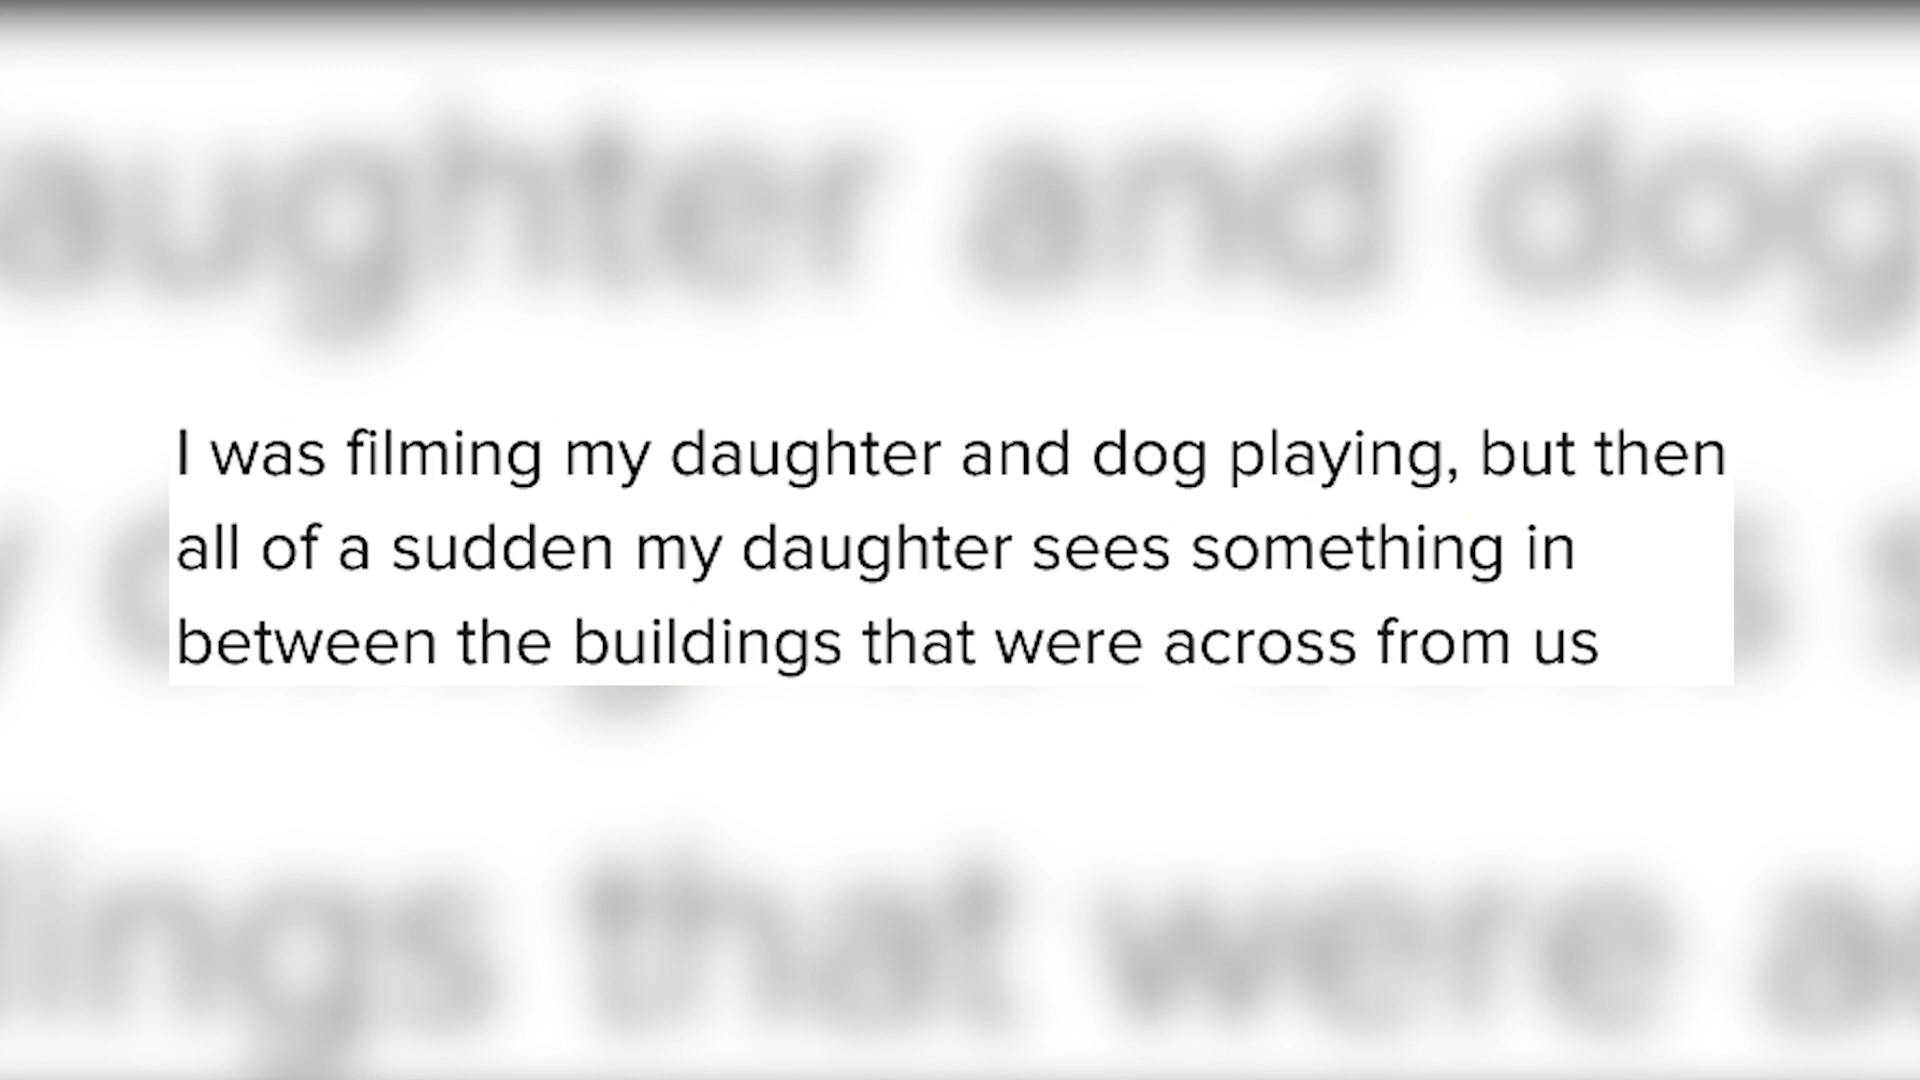 I was filming my daughter and dog playing, but then
all of a sudden my daughter sees something in
between the buildings that were across from us